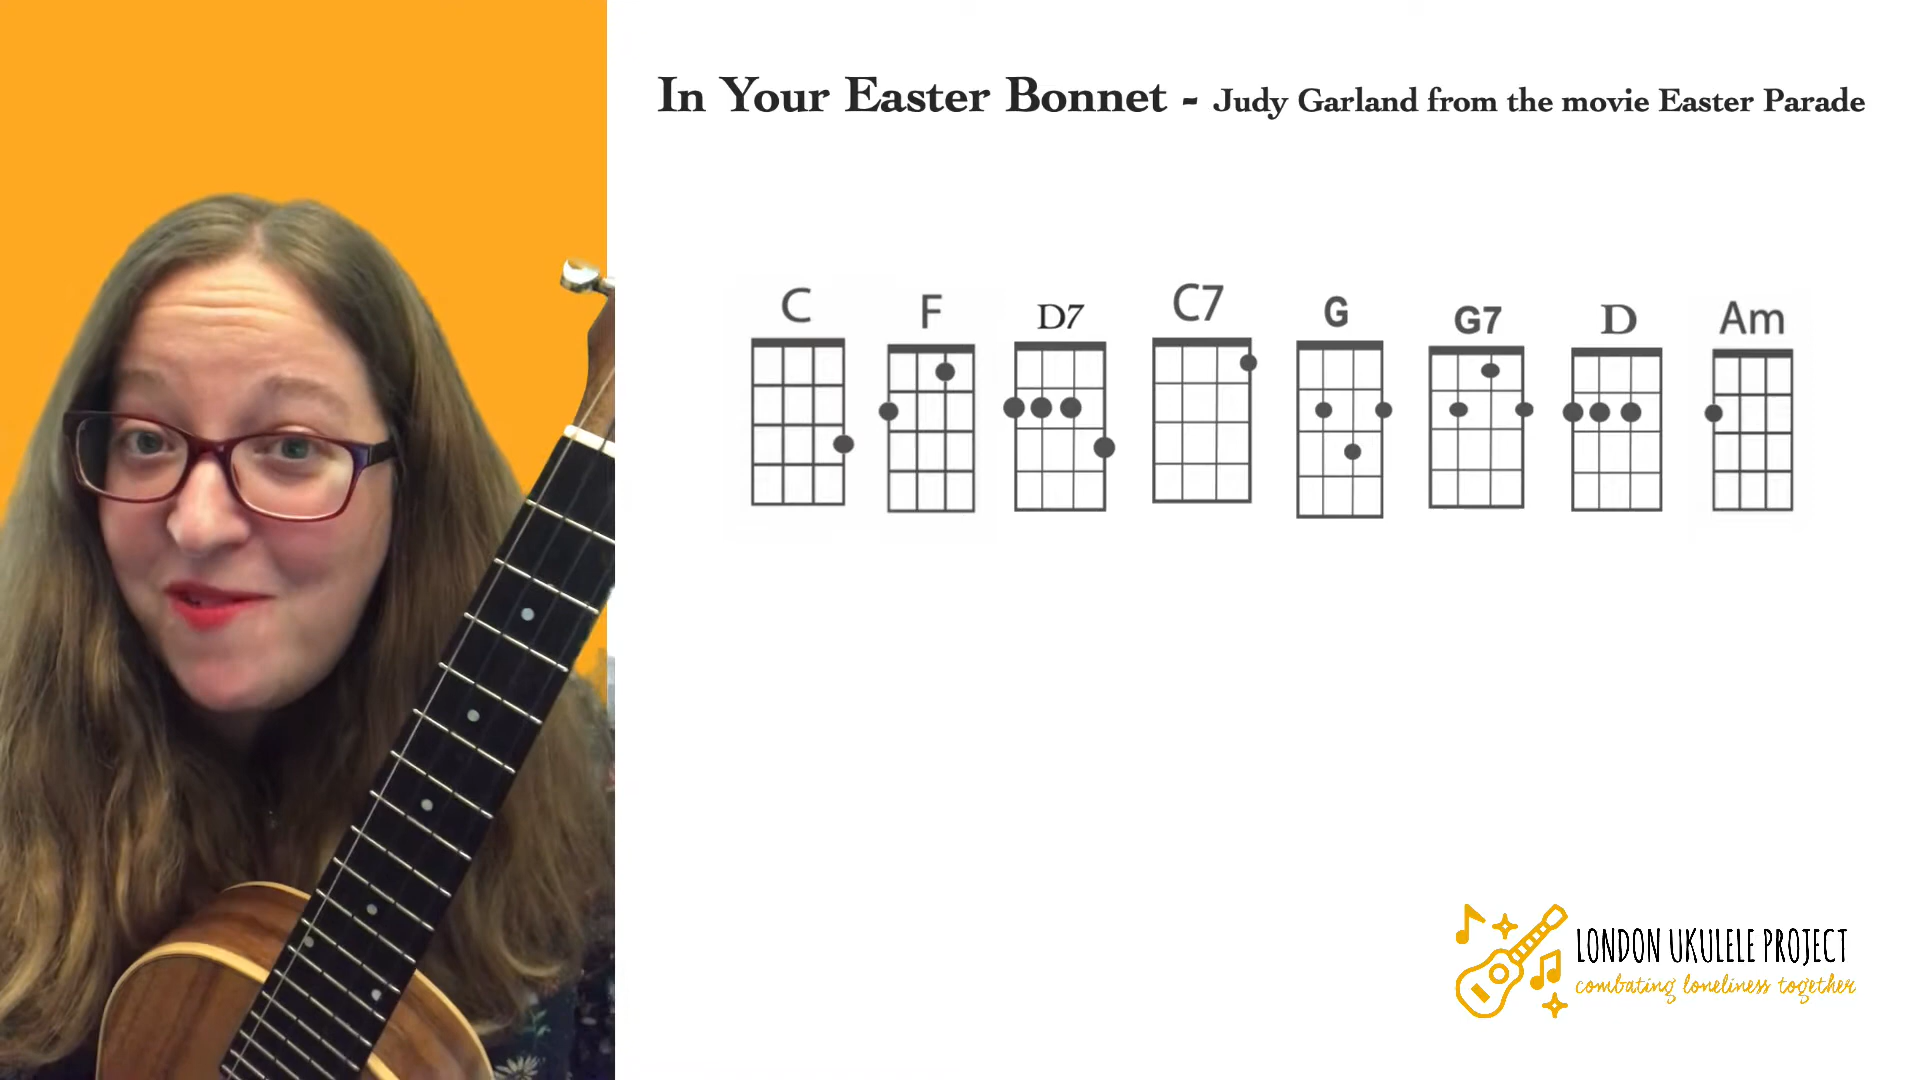 In Your Easter Bonnet - Judy Garland from the movie Easter Parade
C F D7 C7 G G7 D Am
LONDON UKULELE PROJECT
combating loneliness together